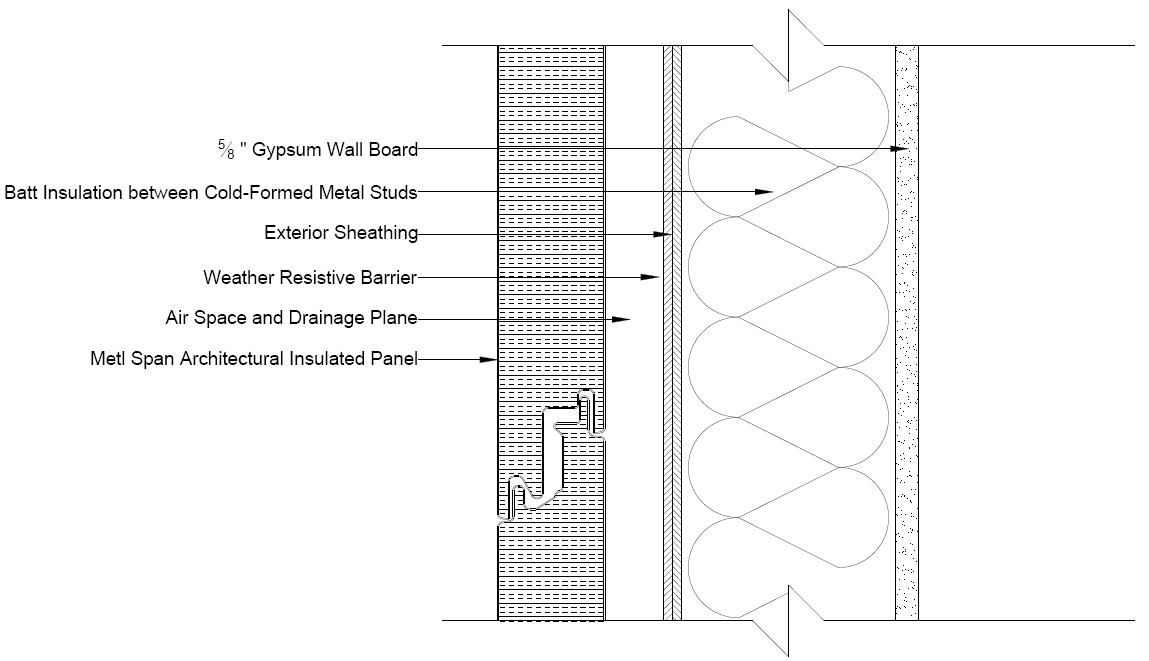 ⅝ " Gypsum Wall Board
Batt Insulation between Cold-Formed Metal Studs
Exterior Sheathing
Weather Resistive Barrier
Air Space and Drainage Plane
Metl Span Architectural Insulated Panel